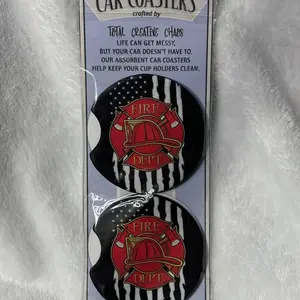 CAR COASTERS
crafted by
TOTAL CREATIVE CHAOS
LIFE CAN GET MESSY,
BUT YOUR CAR DOESN'T HAVE TO.
OUR ABSORBENT CAR COASTERS
HELP KEEP YOUR CUP HOLDERS CLEAN.
FIRE
DEPT
FIRE
DEPT